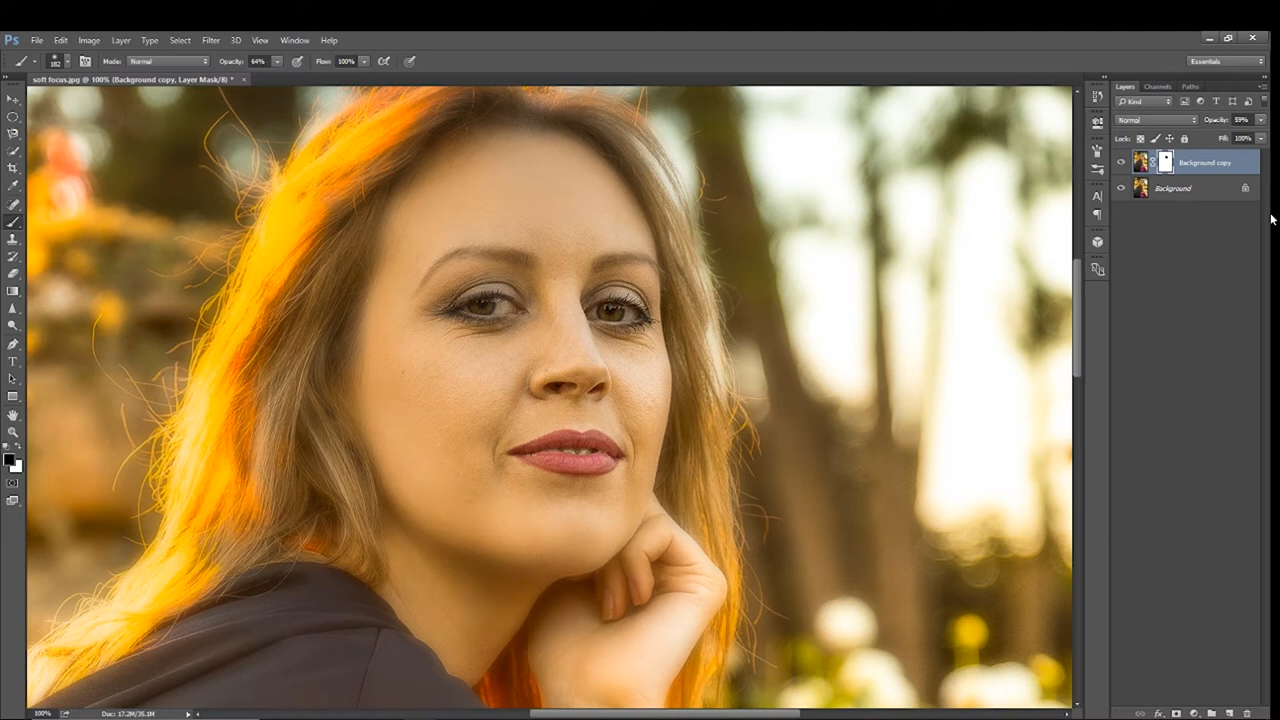 Ps File Edit Image Layer Type Select Filter 3D View Window Help
182 Mode: Normal Opacity: 64% Flow: 100% Essentials
soft focus.jpg @ 100% (Background copy, Layer Mask/8) * ×
Layers Channels Paths
Kind
Normal Opacity: 59%
Lock: Fill: 100%
Background copy
Background
100% Doc: 17.2M/35.1M